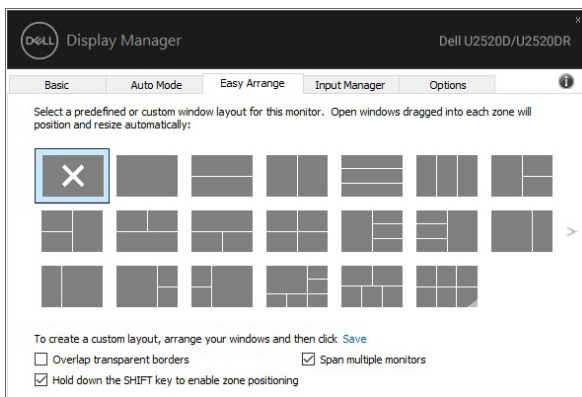 x
DELL Display Manager Dell U2520D/U2520DR
Basic Auto Mode Easy Arrange Input Manager Options i
Select a predefined or custom window layout for this monitor. Open windows dragged into each zone will
position and resize automatically:
>
To create a custom layout, arrange your windows and then click Save
Overlap transparent borders Span multiple monitors
Hold down the SHIFT key to enable zone positioning